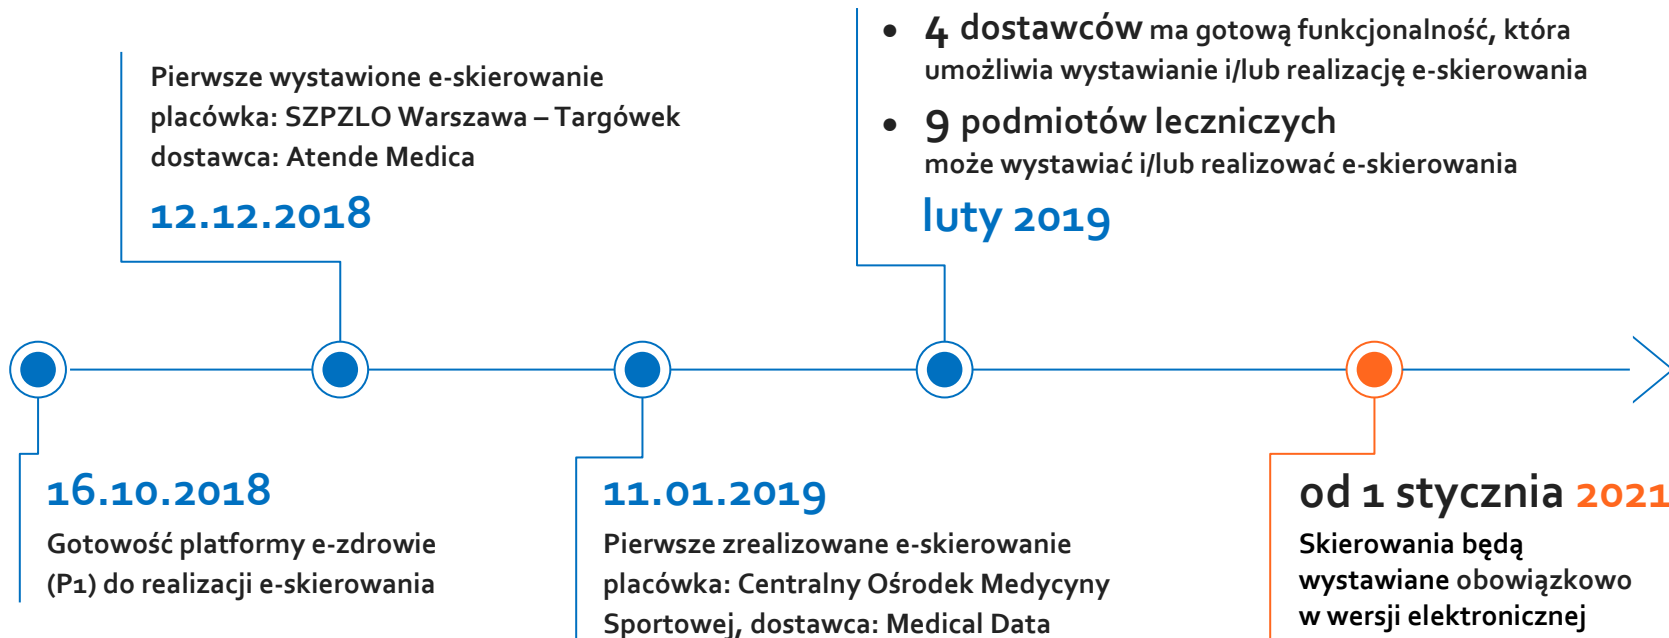 Pierwsze wystawione e-skierowanie
placówka: SZPZLO Warszawa – Targówek
dostawca: Atende Medica
12.12.2018
• 4 dostawców ma gotową funkcjonalność, która
umożliwia wystawianie i/lub realizację e-skierowania
• 9 podmiotów leczniczych
może wystawiać i/lub realizować e-skierowania
luty 2019
16.10.2018
Gotowość platformy e-zdrowie
(P1) do realizacji e-skierowania
11.01.2019
Pierwsze zrealizowane e-skierowanie
placówka: Centralny Ośrodek Medycyny
Sportowej, dostawca: Medical Data
od 1 stycznia 2021
Skierowania będą
wystawiane obowiązkowo
w wersji elektronicznej